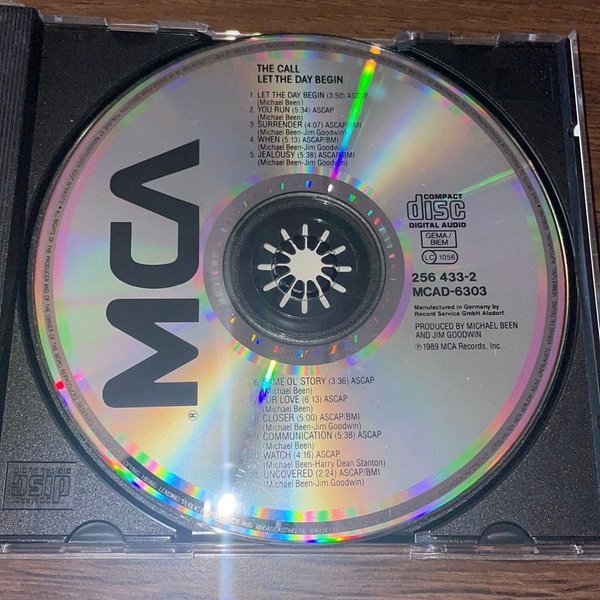 THE CALL
LET THE DAY BEGIN
1. LET THE DAY BEGIN (3:50) ASCAP
(Michael Been)
2. YOU RUN (5:34) ASCAP
(Michael Been)
3. SURRENDER (4:07) ASCAP/BMI
(Michael Been-Jim Goodwin)
4. WHEN (5:13) ASCAP/BMI
(Michael Been-Jim Goodwin)
5. JEALOUSY (5:38) ASCAP/BMI
(Michael Been-Jim Goodwin)
MCA
®
COMPACT
disc
DIGITAL AUDIO
GEMA/
BIEM
LC 1056
256 433-2
MCAD-6303
Manufactured in Germany by
Record Service GmbH Alsdorf
PRODUCED BY MICHAEL BEEN
AND JIM GOODWIN
℗ 1989 MCA Records, Inc.
6. SAME OL' STORY (3:36) ASCAP
(Michael Been)
FOR LOVE (6:13) ASCAP
(Michael Been)
8. CLOSER (5:00) ASCAP/BMI
(Michael Been-Jim Goodwin)
9. COMMUNICATION (5:38) ASCAP
(Michael Been)
10. WATCH (4:16) ASCAP
(Michael Been-Harry Dean Stanton)
11. UNCOVERED (2:24) ASCAP/BMI
(Michael Been-Jim Goodwin)
disc